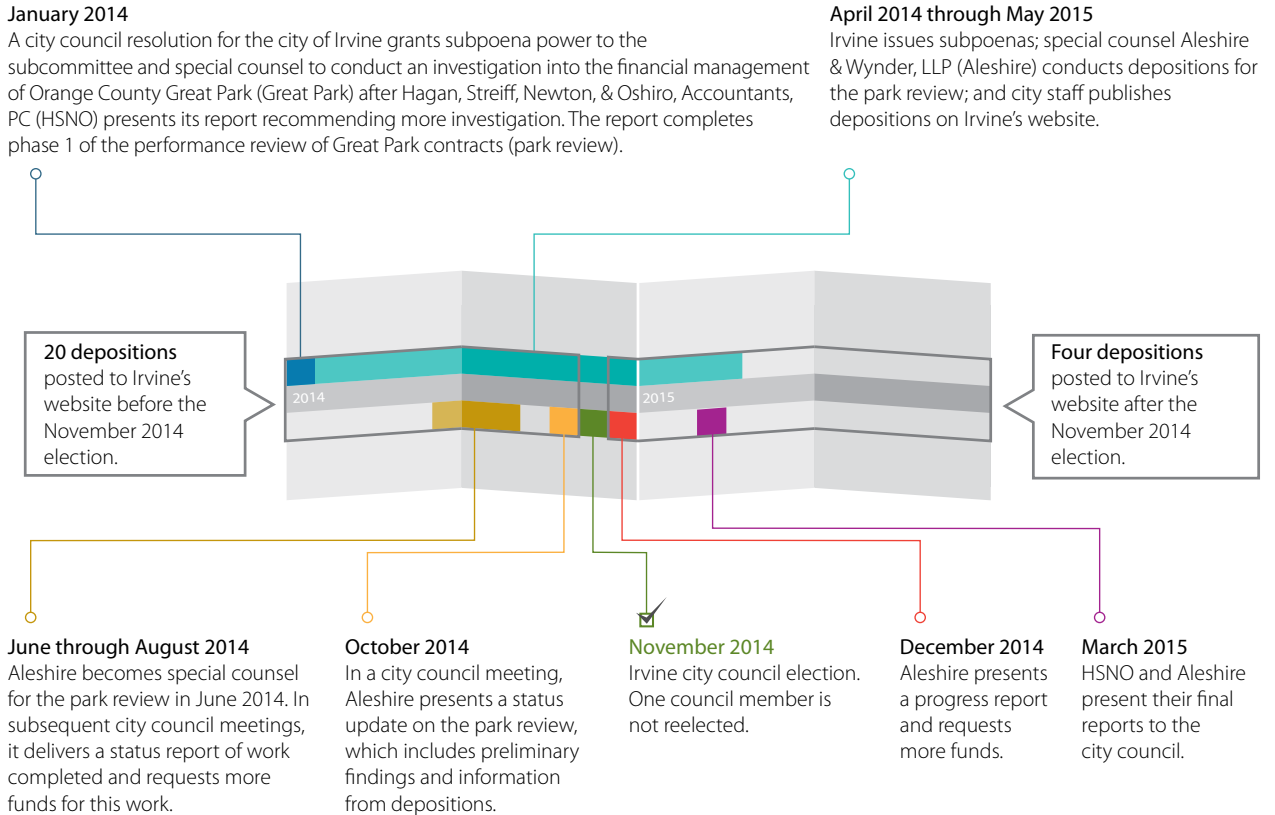 January 2014
A city council resolution for the city of Irvine grants subpoena power to the
subcommittee and special counsel to conduct an investigation into the financial management
of Orange County Great Park (Great Park) after Hagan, Streiff, Newton, & Oshiro, Accountants,
PC (HSNO) presents its report recommending more investigation. The report completes
phase 1 of the performance review of Great Park contracts (park review).
April 2014 through May 2015
Irvine issues subpoenas; special counsel Aleshire
& Wynder, LLP (Aleshire) conducts depositions for
the park review; and city staff publishes
depositions on Irvine's website.
20 depositions
posted to Irvine's
website before the
November 2014
election.
2014
2015
Four depositions
posted to Irvine's
website after the
November 2014
election.
June through August 2014
Aleshire becomes special counsel
for the park review in June 2014. In
subsequent city council meetings,
it delivers a status report of work
completed and requests more
funds for this work.
October 2014
In a city council meeting,
Aleshire presents a status
update on the park review,
which includes preliminary
findings and information
from depositions.
November 2014
Irvine city council election.
One council member is
not reelected.
December 2014
Aleshire presents
a progress report
and requests
more funds.
March 2015
HSNO and Aleshire
present their final
reports to the
city council.